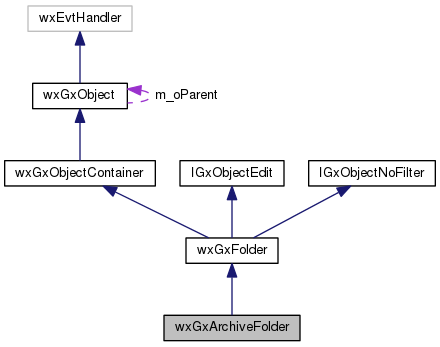 wxEvtHandler
wxGxObject
m_oParent
wxGxObjectContainer
IGxObjectEdit
IGxObjectNoFilter
wxGxFolder
wxGxArchiveFolder